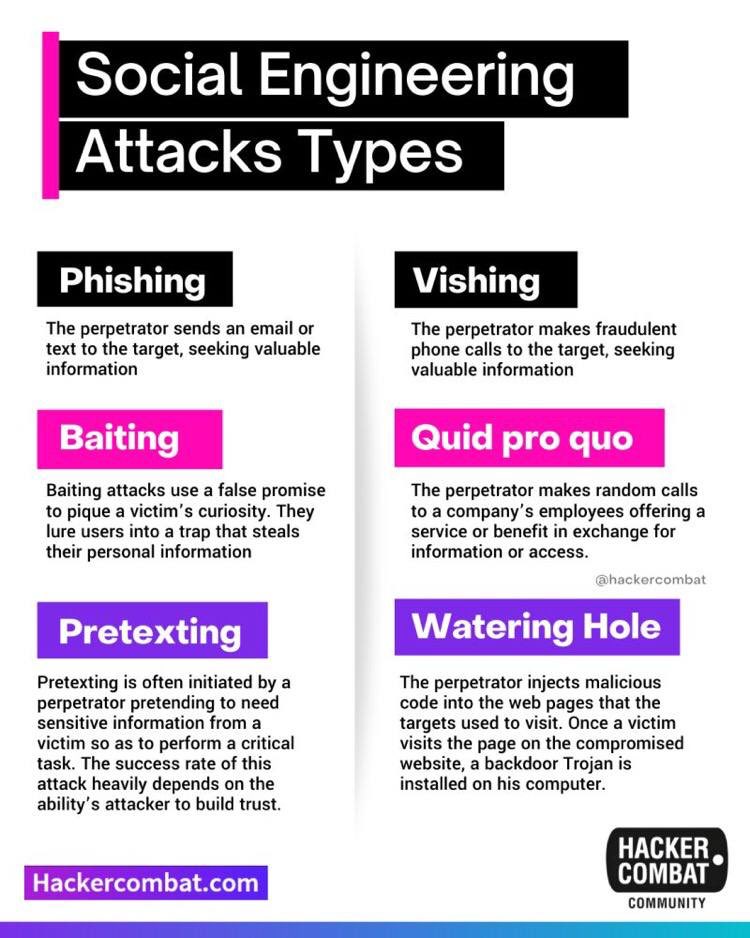 Social Engineering
Attacks Types
Phishing
The perpetrator sends an email or
text to the target, seeking valuable
information
Vishing
The perpetrator makes fraudulent
phone calls to the target, seeking
valuable information
Baiting
Baiting attacks use a false promise
to pique a victim's curiosity. They
lure users into a trap that steals
their personal information
Quid pro quo
The perpetrator makes random calls
to a company's employees offering a
service or benefit in exchange for
information or access.
@hackercombat
Pretexting
Pretexting is often initiated by a
perpetrator pretending to need
sensitive information from a
victim so as to perform a critical
task. The success rate of this
attack heavily depends on the
ability's attacker to build trust.
Watering Hole
The perpetrator injects malicious
code into the web pages that the
targets used to visit. Once a victim
visits the page on the compromised
website, a backdoor Trojan is
installed on his computer.
Hackercombat.com
HACKER
COMBAT
COMMUNITY